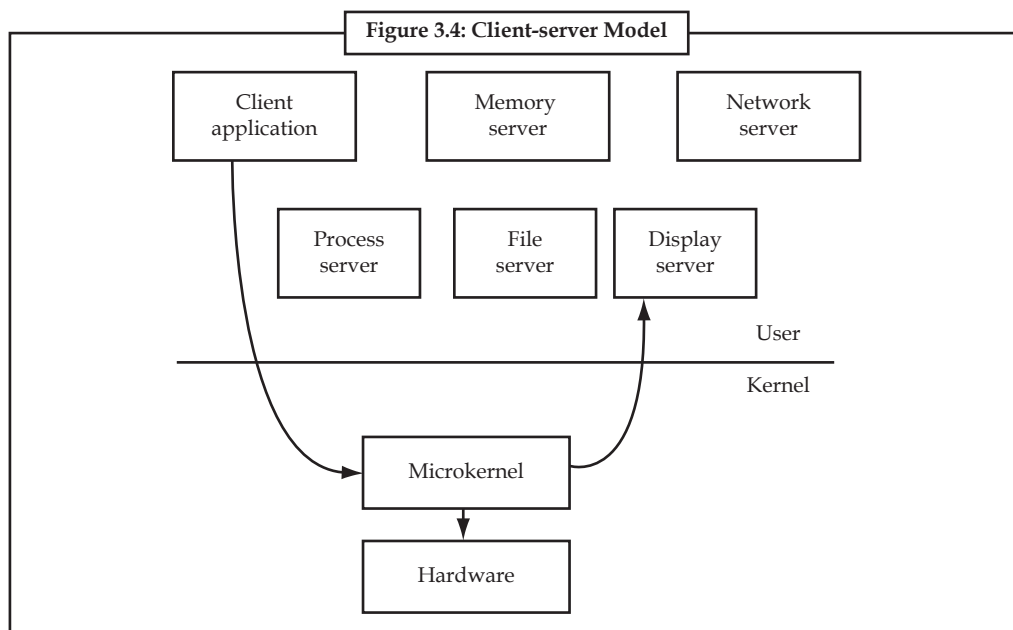 Figure 3.4: Client-server Model
Client
application
Memory
server
Network
server
Process
server
File
server
Display
server
User
Kernel
Microkernel
Hardware